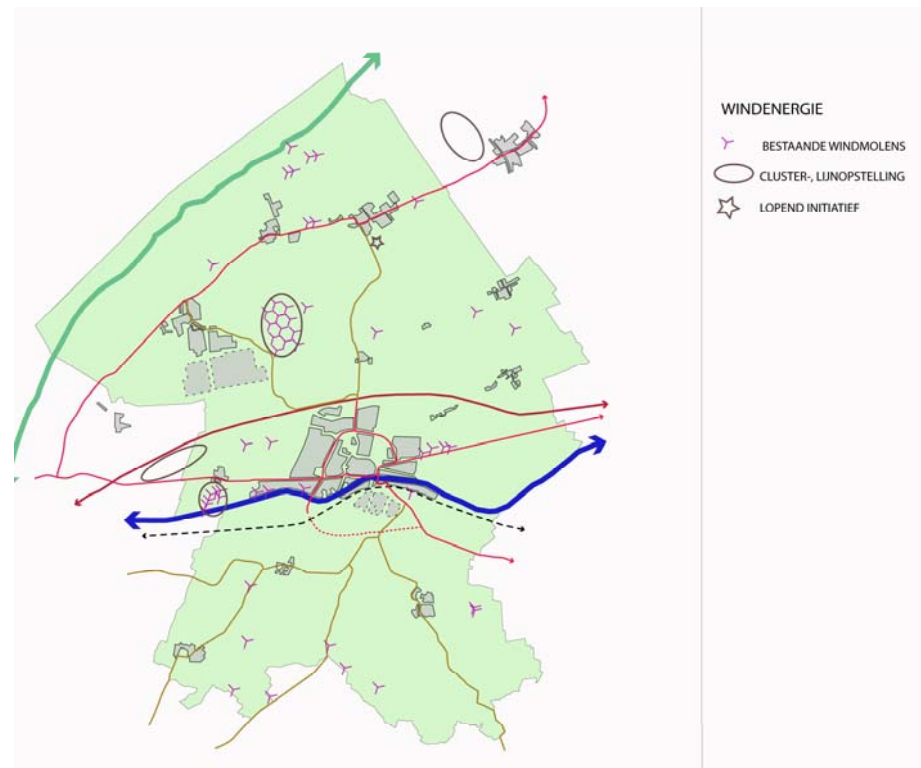 WINDENERGIE
BESTAANDE WINDMOLENS
CLUSTER-, LIJNOPSTELLING
LOPEND INITIATIEF